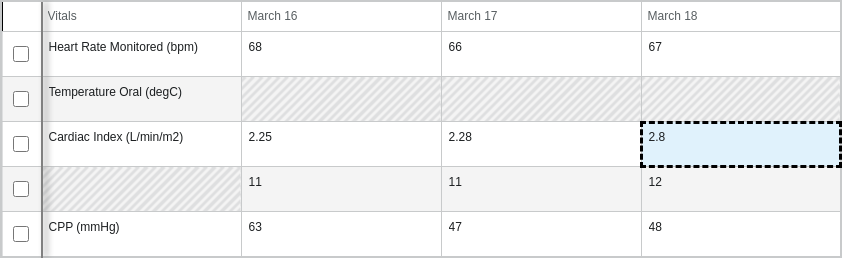 Vitals March 16 March 17 March 18
Heart Rate Monitored (bpm) 68 66 67
Temperature Oral (degC)
Cardiac Index (L/min/m2) 2.25 2.28 2.8
11 11 12
CPP (mmHg) 63 47 48